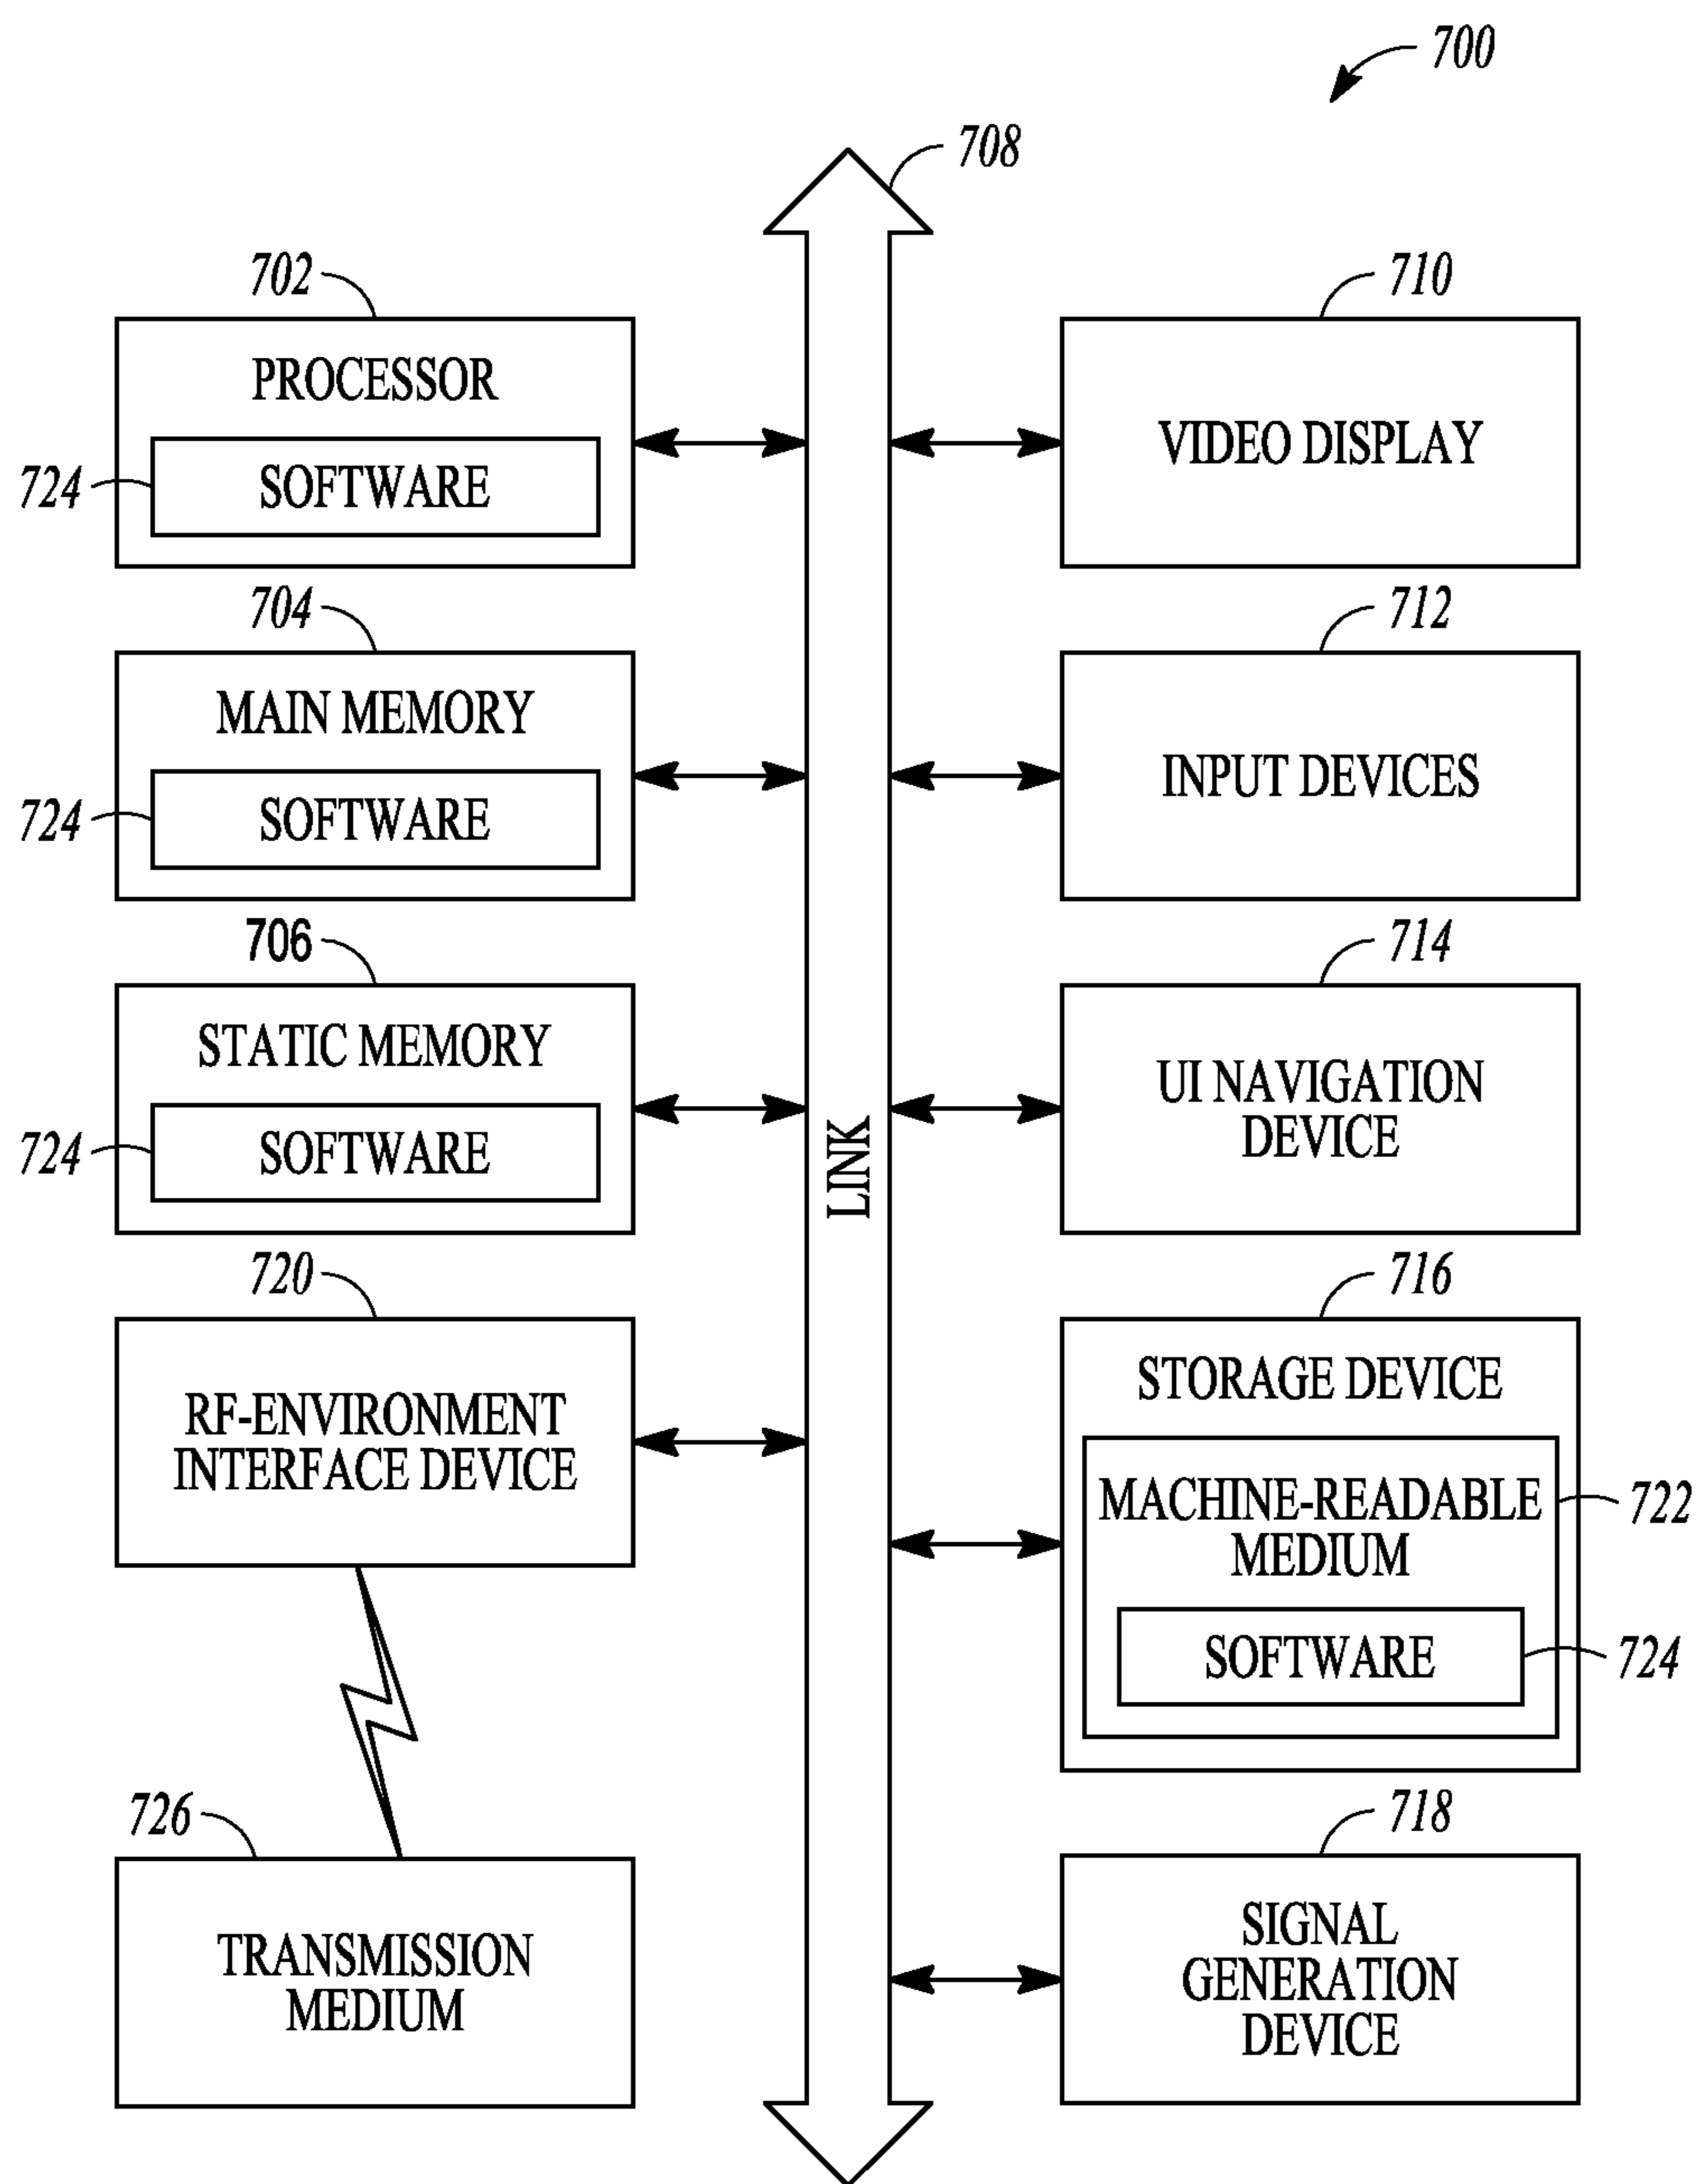 700
708
702
PROCESSOR
724
SOFTWARE
704
MAIN MEMORY
724
SOFTWARE
706
STATIC MEMORY
724
SOFTWARE
720
RF-ENVIRONMENT
INTERFACE DEVICE
726
TRANSMISSION
MEDIUM
LINK
710
VIDEO DISPLAY
712
INPUT DEVICES
714
UI NAVIGATION
DEVICE
716
STORAGE DEVICE
MACHINE-READABLE
MEDIUM
722
SOFTWARE
724
718
SIGNAL
GENERATION
DEVICE